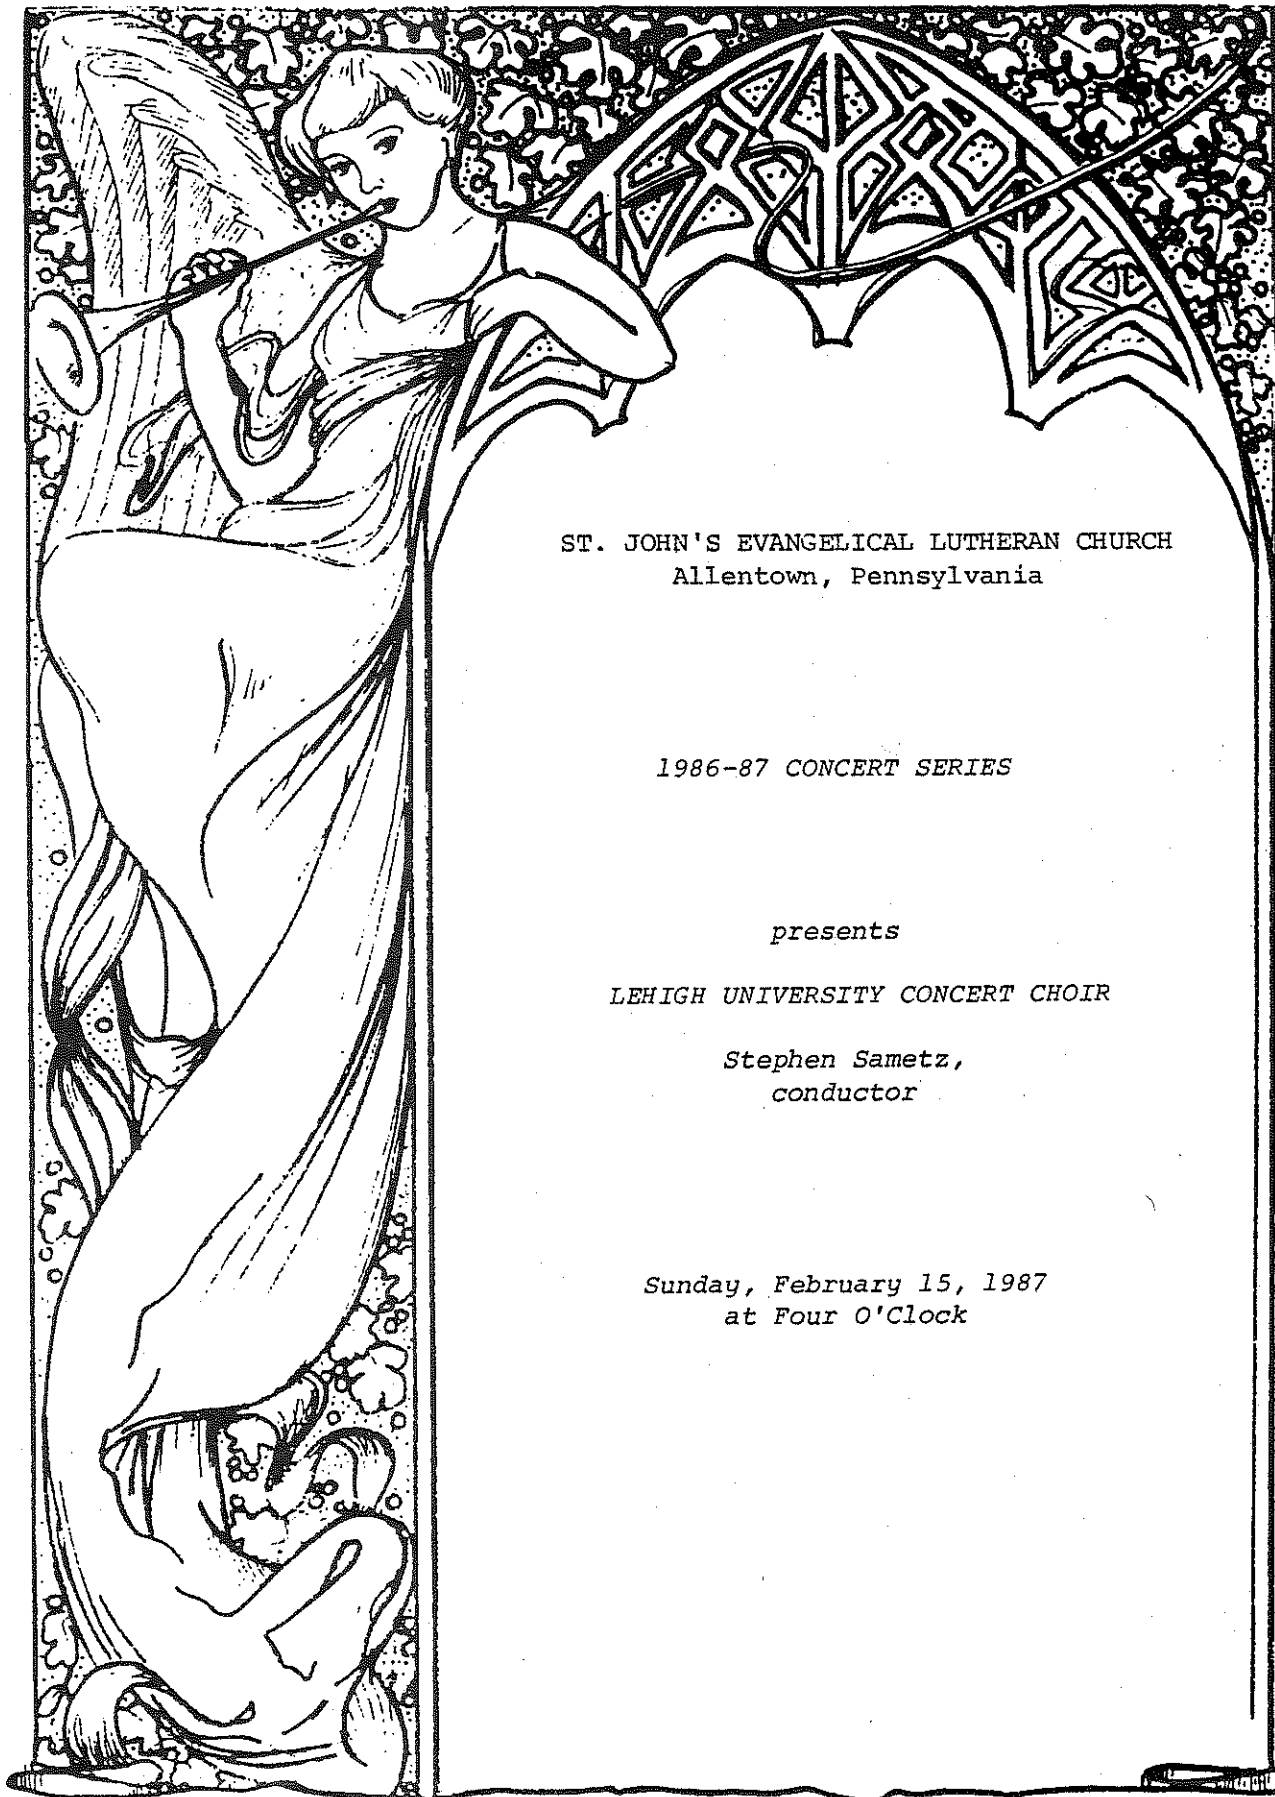 ST. JOHN'S EVANGELICAL LUTHERAN CHURCH
Allentown, Pennsylvania
1986-87 CONCERT SERIES
presents
LEHIGH UNIVERSITY CONCERT CHOIR
Stephen Sametz,
conductor
Sunday, February 15, 1987
at Four O'Clock